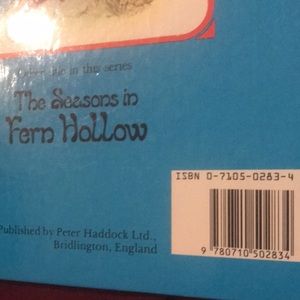 title in this series
The Seasons in
Fern Hollow
ISBN 0-7105-0283-4
Published by Peter Haddock Ltd.,
Bridlington, England
9 780710 502834